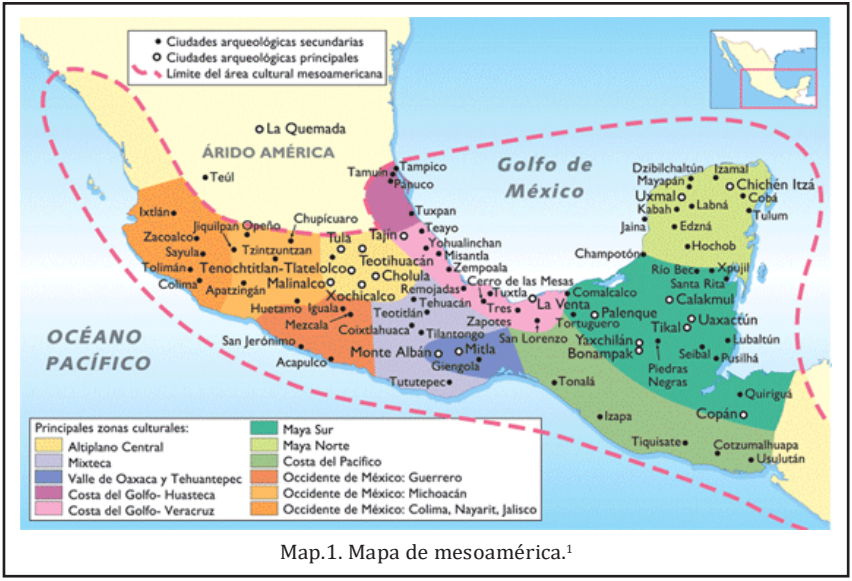 Ciudades arqueológicas secundarias
Ciudades arqueológicas principales
Límite del área cultural mesoamericana
La Quemada
ÁRIDO AMÉRICA
Teúl
Golfo de
México
Tampico
Tamuín
Pánuco
Tuxpan
Dzibilchaltún
Izamal
Mayapán
Chichen Itzá
Uxmal
Cobá
Kabah
Labná
Tulum
Jaina
Edzná
Hochob
Champotón
Río Bec
Xpujil
Santa Rita
Calakmul
Ixtlán
Jiquilpan
Opeño
Chupícuaro
Zacoalco
Tzintzuntzan
Sayula
Tolimán
Colima
Apatzingán
Tula
Tajín
Teayo
Yohualinchan
Teotihuacán
Misantla
Tenochtitlan-Tlatelolco
Cholula
Zempoala
Malinalco
Xochicalco
Cerro de las Mesas
Remojadas
Tuxtla
Comalcalco
Huetamo
Iguala
Tehuacán
Tres
Zapotes
La Venta
Mezcala
Teotitlán
Tortuguero
Palenque
Uaxactún
Coixtlahuaca
Tilantongo
San Lorenzo
Tikal
San Jerónimo
Yaxchilán
Lubaltún
Acapulco
Monte Albán
Mitla
Bonampak
Seibal
Pusilhá
Giengola
Piedras
Negras
Tututepec
Tonalá
Quiriguá
Izapa
Copán
Tiquisate
Cotzumalhuapa
Usulután
OCÉANO
PACÍFICO
Principales zonas culturales:
Altiplano Central
Mixteca
Valle de Oaxaca y Tehuantepec
Costa del Golfo- Huasteca
Costa del Golfo- Veracruz
Maya Sur
Maya Norte
Costa del Pacífico
Occidente de México: Guerrero
Occidente de México: Michoacán
Occidente de México: Colima, Nayarit, Jalisco
Map.1. Mapa de mesoamérica.¹